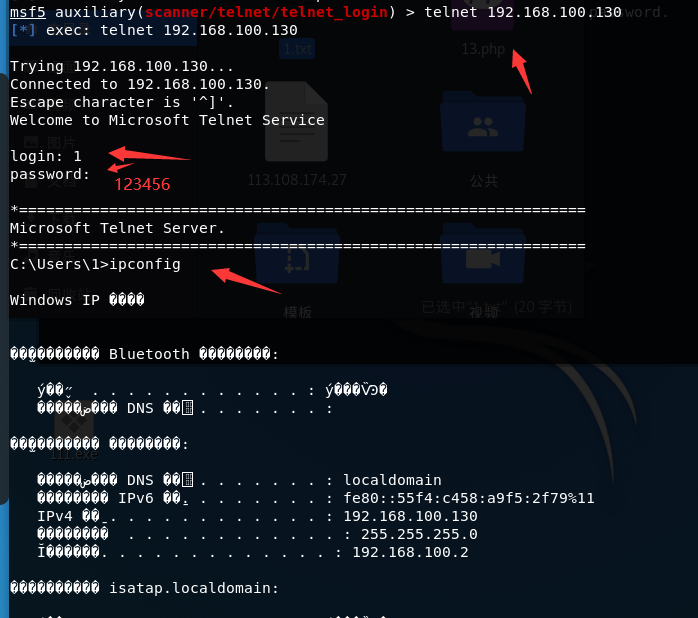 msf5 auxiliary(scanner/telnet/telnet_login) > telnet 192.168.100.130
password.
[*] exec: telnet 192.168.100.130
1.txt
13.php
Trying 192.168.100.130...
Connected to 192.168.100.130.
Escape character is '^]'.
Welcome to Microsoft Telnet Service
图片
login: 1
password:
123456
113.108.174.27
公共
*===============================================================
Microsoft Telnet Server.
*===============================================================
C:\Users\1>ipconfig
Windows IP ����
模板
视频
已选中“1.txt” (20 字节)
Bluetooth ��������:
DNS
111.exe
��������:
DNS . . . . . . . : localdomain
�������� IPv6 . . . . . . . : fe80::55f4:c458:a9f5:2f79%11
IPv4 . . . . . . . . . . . . : 192.168.100.130
�������� . . . . . . . . . . . . : 255.255.255.0
. . . . . . . . . . . . . : 192.168.100.2
isatap.localdomain: